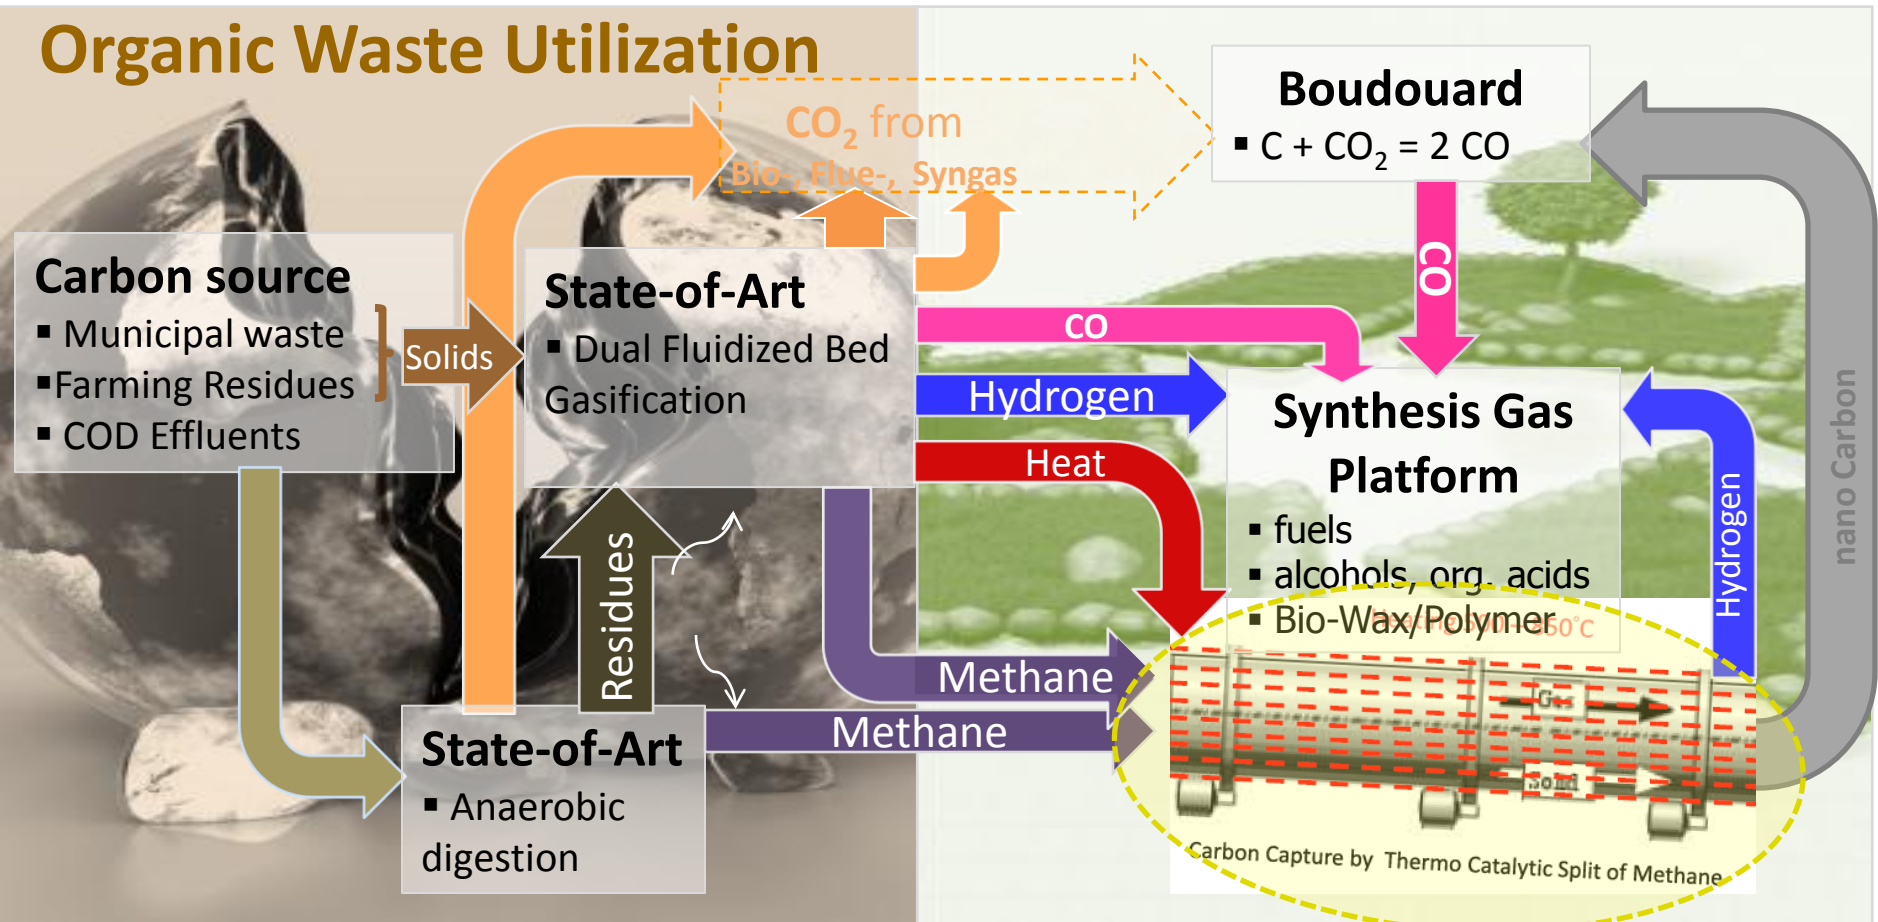 Organic Waste Utilization
CO₂ from
Bio-, Flue-, Syngas
Boudouard
▪ C + CO₂ = 2 CO
CO
Carbon source
▪ Municipal waste
▪Farming Residues
▪ COD Effluents
Solids
State-of-Art
▪ Dual Fluidized Bed
Gasification
CO
Hydrogen
Heat
Synthesis Gas
Platform
▪ fuels
▪ alcohols, org. acids
▪ Bio-Wax/Polymer
Hydrogen
nano Carbon
Residues
Methane
Methane
State-of-Art
▪ Anaerobic
digestion
Gas
Solid
Carbon Capture by Thermo Catalytic Split of Methane